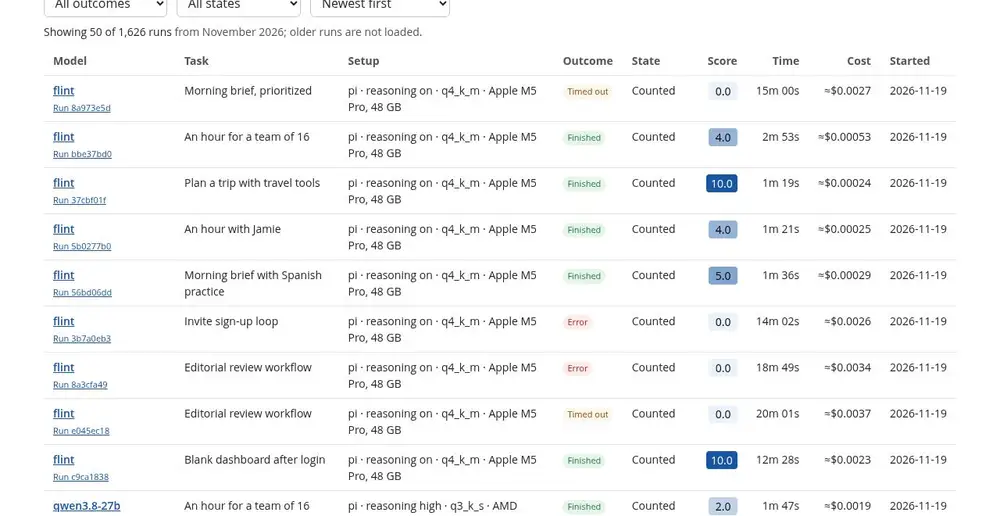 All outcomes All states Newest first
Showing 50 of 1,626 runs from November 2026; older runs are not loaded.
Model Task Setup Outcome State Score Time Cost Started
flint Morning brief, prioritized pi · reasoning on · q4_k_m · Apple M5 Timed out Counted 0.0 15m 00s ≈$0.0027 2026-11-19
Run 8a973e5d Pro, 48 GB
flint An hour for a team of 16 pi · reasoning on · q4_k_m · Apple M5 Finished Counted 4.0 2m 53s ≈$0.00053 2026-11-19
Run bbe37bd0 Pro, 48 GB
flint Plan a trip with travel tools pi · reasoning on · q4_k_m · Apple M5 Finished Counted 10.0 1m 19s ≈$0.00024 2026-11-19
Run 37cbf01f Pro, 48 GB
flint An hour with Jamie pi · reasoning on · q4_k_m · Apple M5 Finished Counted 4.0 1m 21s ≈$0.00025 2026-11-19
Run 5b0277b0 Pro, 48 GB
flint Morning brief with Spanish pi · reasoning on · q4_k_m · Apple M5 Finished Counted 5.0 1m 36s ≈$0.00029 2026-11-19
Run 56bd06dd practice Pro, 48 GB
flint Invite sign-up loop pi · reasoning on · q4_k_m · Apple M5 Error Counted 0.0 14m 02s ≈$0.0026 2026-11-19
Run 3b7a0eb3 Pro, 48 GB
flint Editorial review workflow pi · reasoning on · q4_k_m · Apple M5 Error Counted 0.0 18m 49s ≈$0.0034 2026-11-19
Run 8a3cfa49 Pro, 48 GB
flint Editorial review workflow pi · reasoning on · q4_k_m · Apple M5 Timed out Counted 0.0 20m 01s ≈$0.0037 2026-11-19
Run e045ec18 Pro, 48 GB
flint Blank dashboard after login pi · reasoning on · q4_k_m · Apple M5 Finished Counted 10.0 12m 28s ≈$0.0023 2026-11-19
Run c9ca1838 Pro, 48 GB
qwen3.8-27b An hour for a team of 16 pi · reasoning high · q3_k_s · AMD Finished Counted 2.0 1m 47s ≈$0.0019 2026-11-19